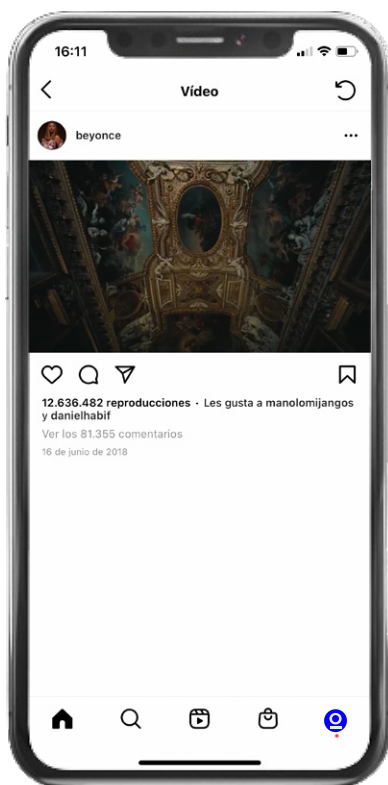 16:11
Vídeo
beyonce
12.636.482 reproducciones · Les gusta a manolomijangos
y danielhabif
Ver los 81.355 comentarios
16 de junio de 2018